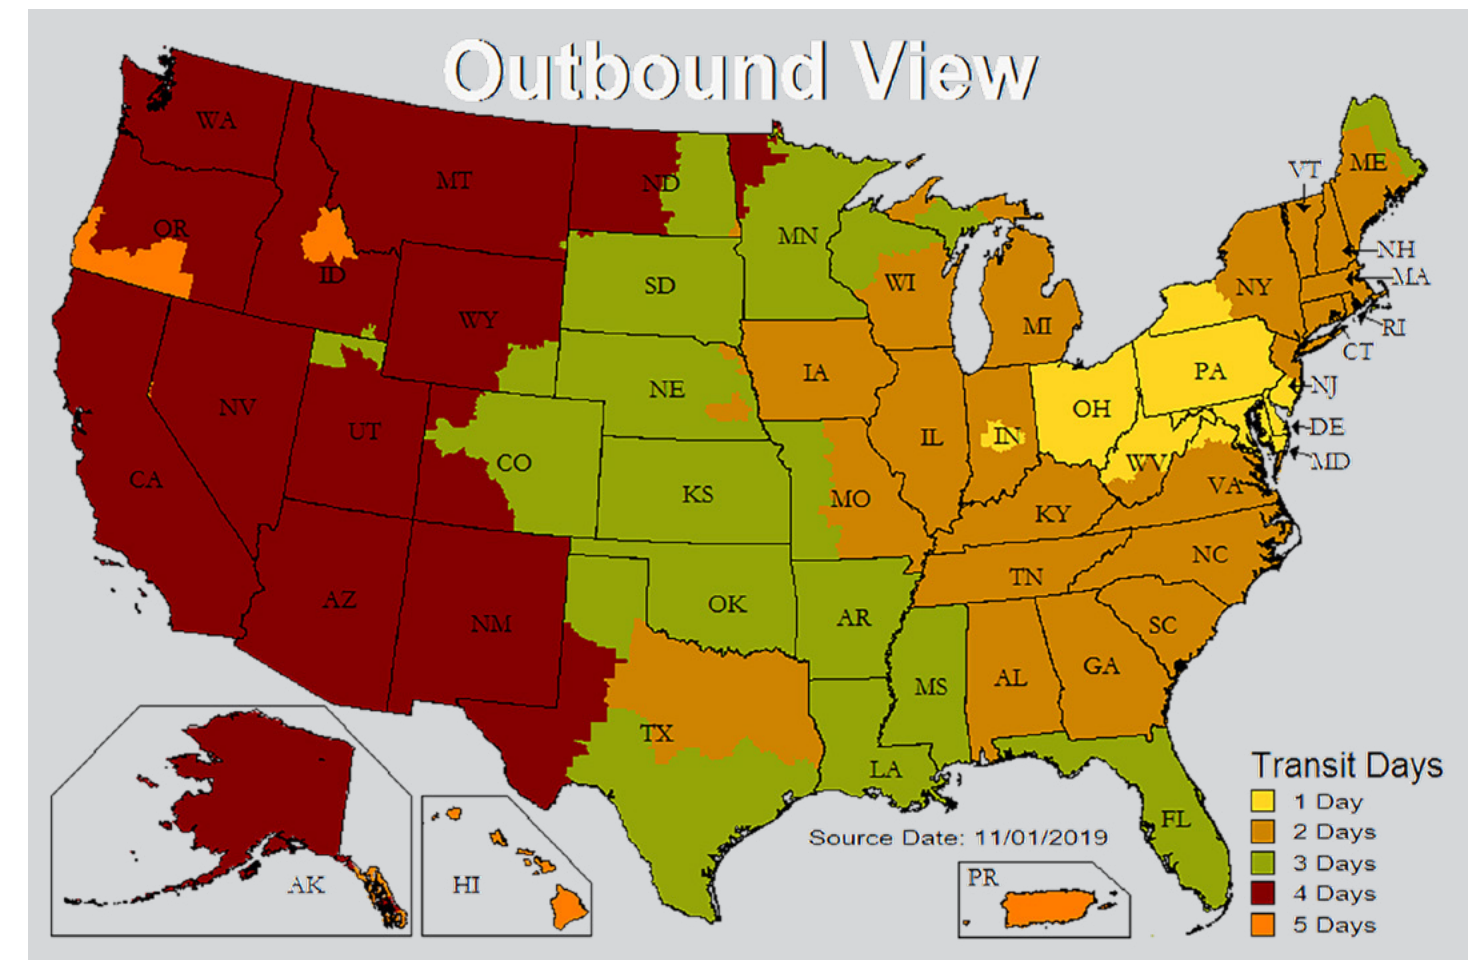 Outbound View
WA
MT
ND
VT
ME
OR
MN
NH
ID
SD
WI
NY
MA
WY
MI
RI
CT
IA
PA
NE
NJ
NV
OH
UT
IL
IN
DE
CO
WV
MD
CA
KS
MO
VA
KY
NC
AZ
TN
NM
OK
AR
SC
MS
AL
GA
TX
LA
Transit Days
1 Day
FL
2 Days
Source Date: 11/01/2019
3 Days
AK
HI
PR
4 Days
5 Days